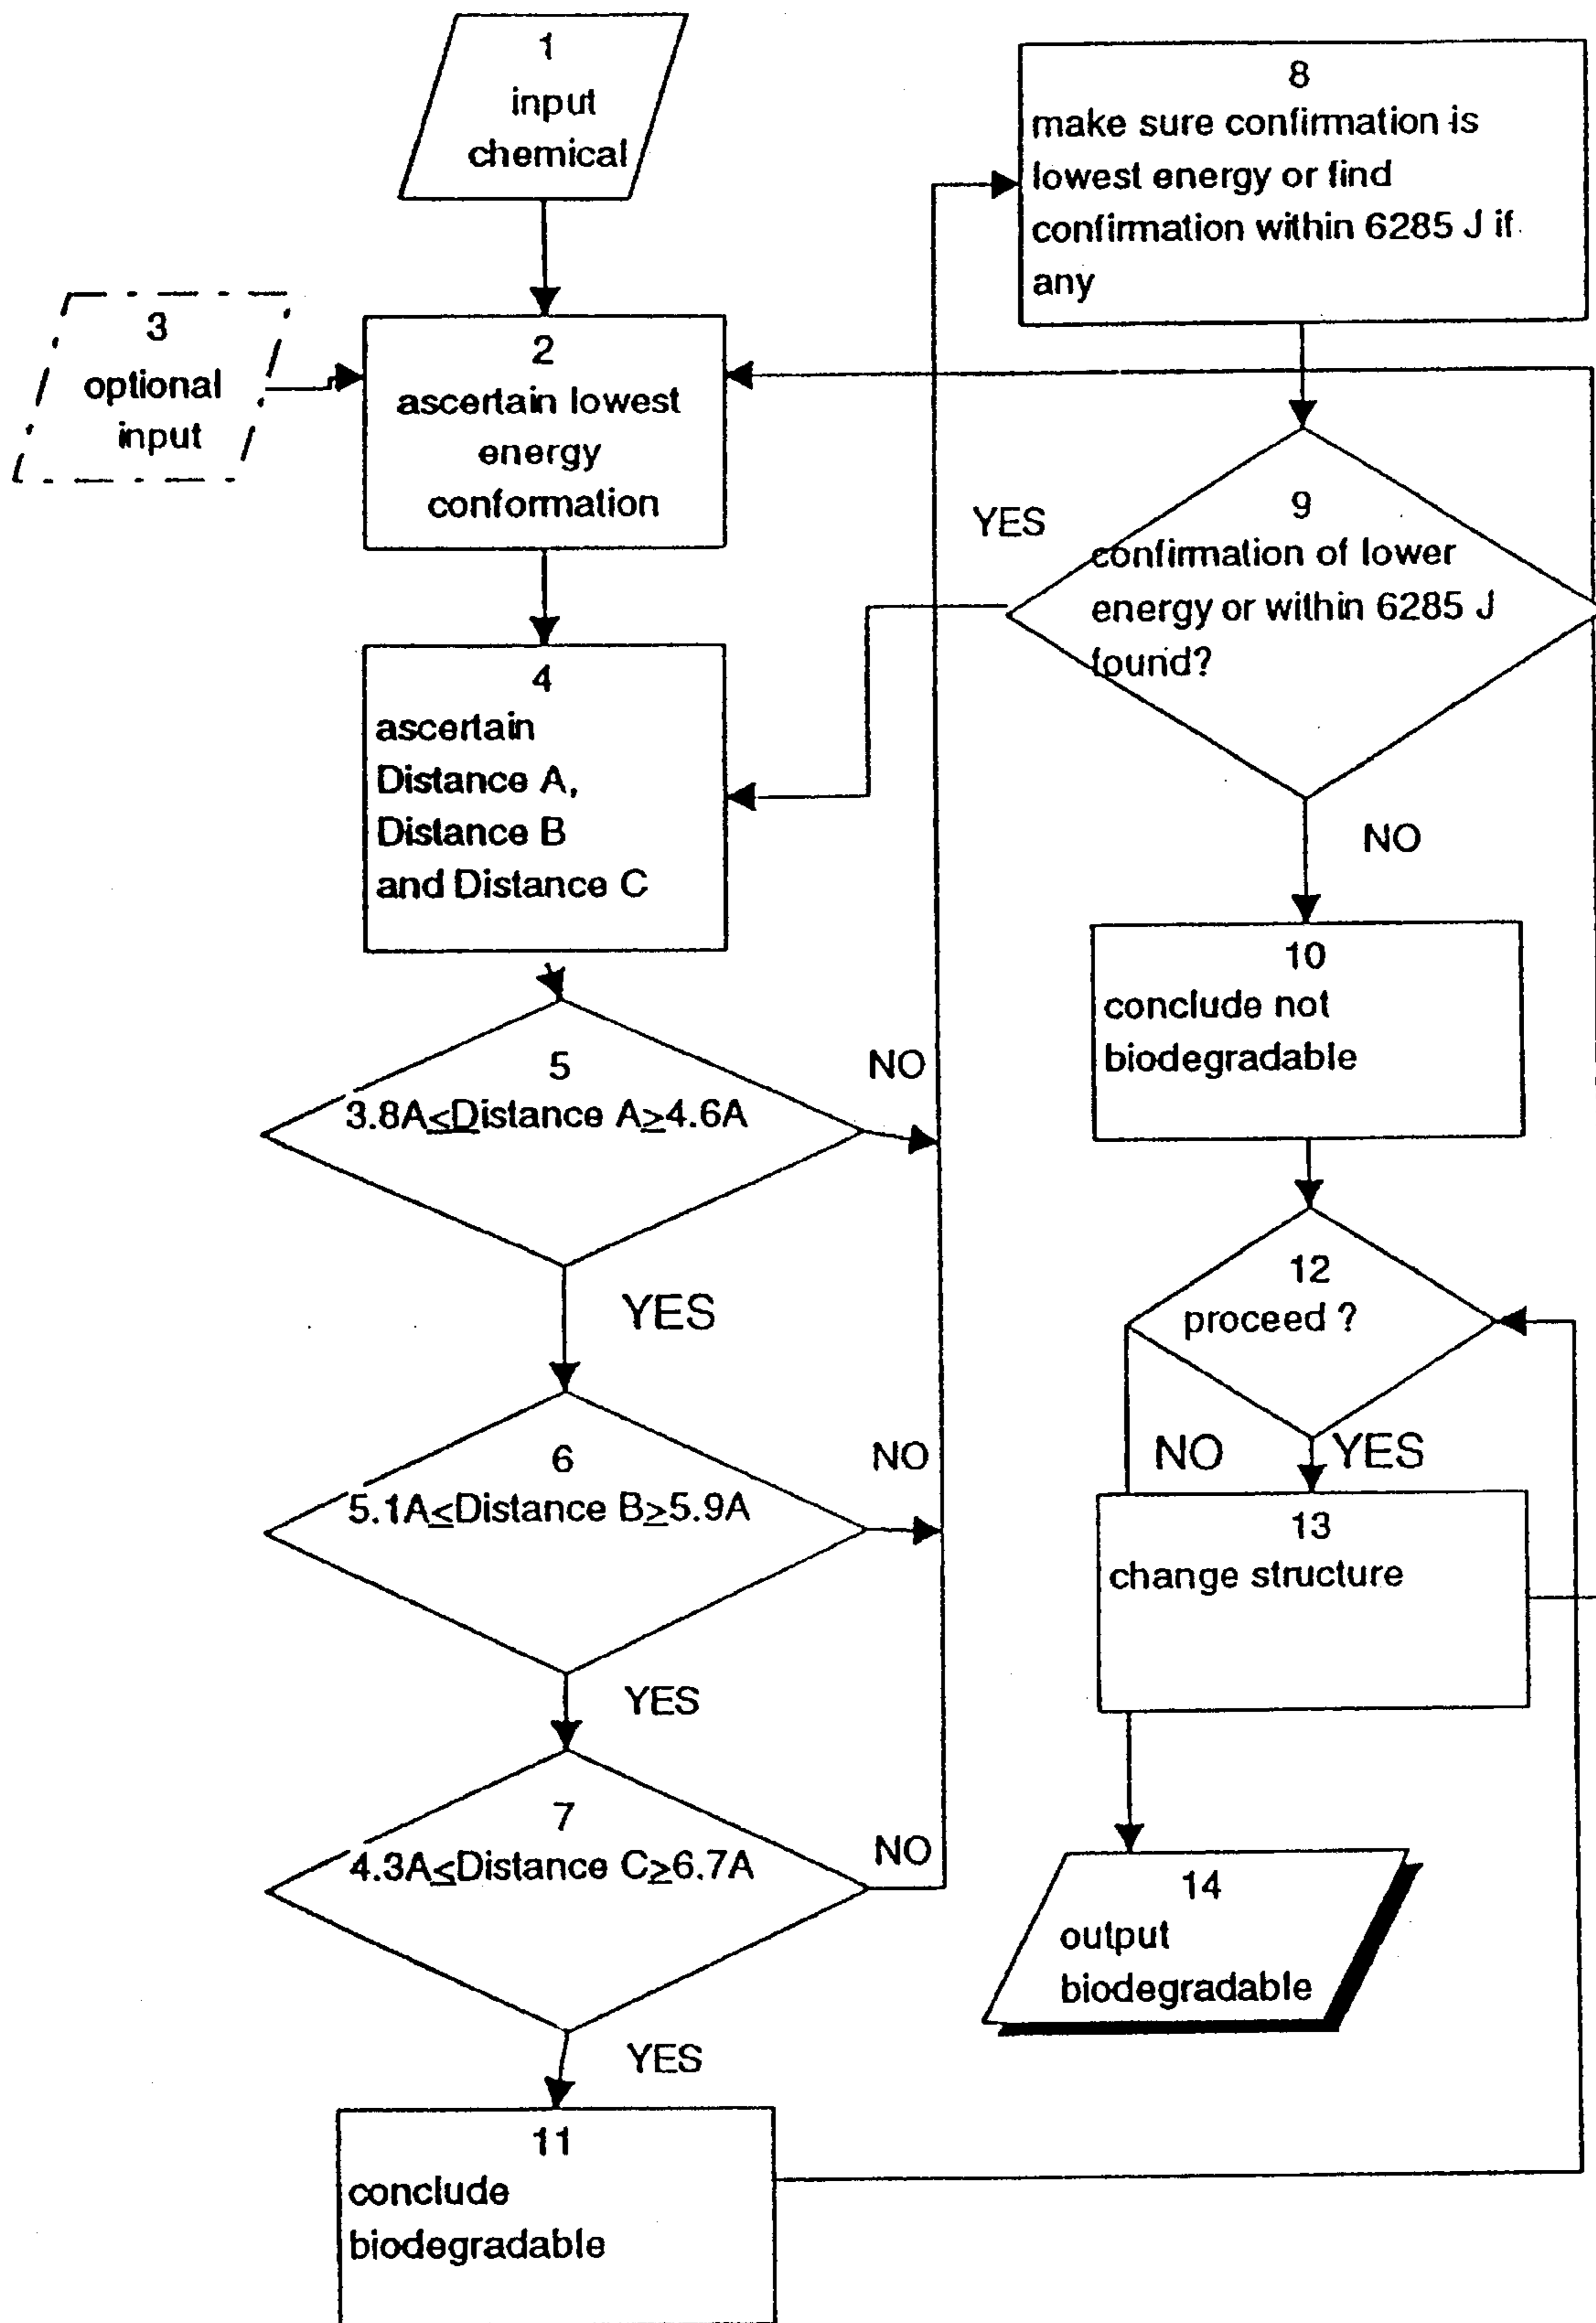 1
input
chemical
3
optional
input
2
ascertain lowest
energy
conformation
4
ascertain
Distance A,
Distance B
and Distance C
5
3.8A≤Distance A≥4.6A
NO
YES
6
5.1A≤Distance B≥5.9A
NO
YES
7
4.3A≤Distance C≥6.7A
NO
YES
11
conclude
biodegradable
8
make sure confirmation is
lowest energy or find
confirmation within 6285 J if
any
9
confirmation of lower
energy or within 6285 J
found?
YES
NO
10
conclude not
biodegradable
12
proceed ?
NO
YES
13
change structure
14
output
biodegradable